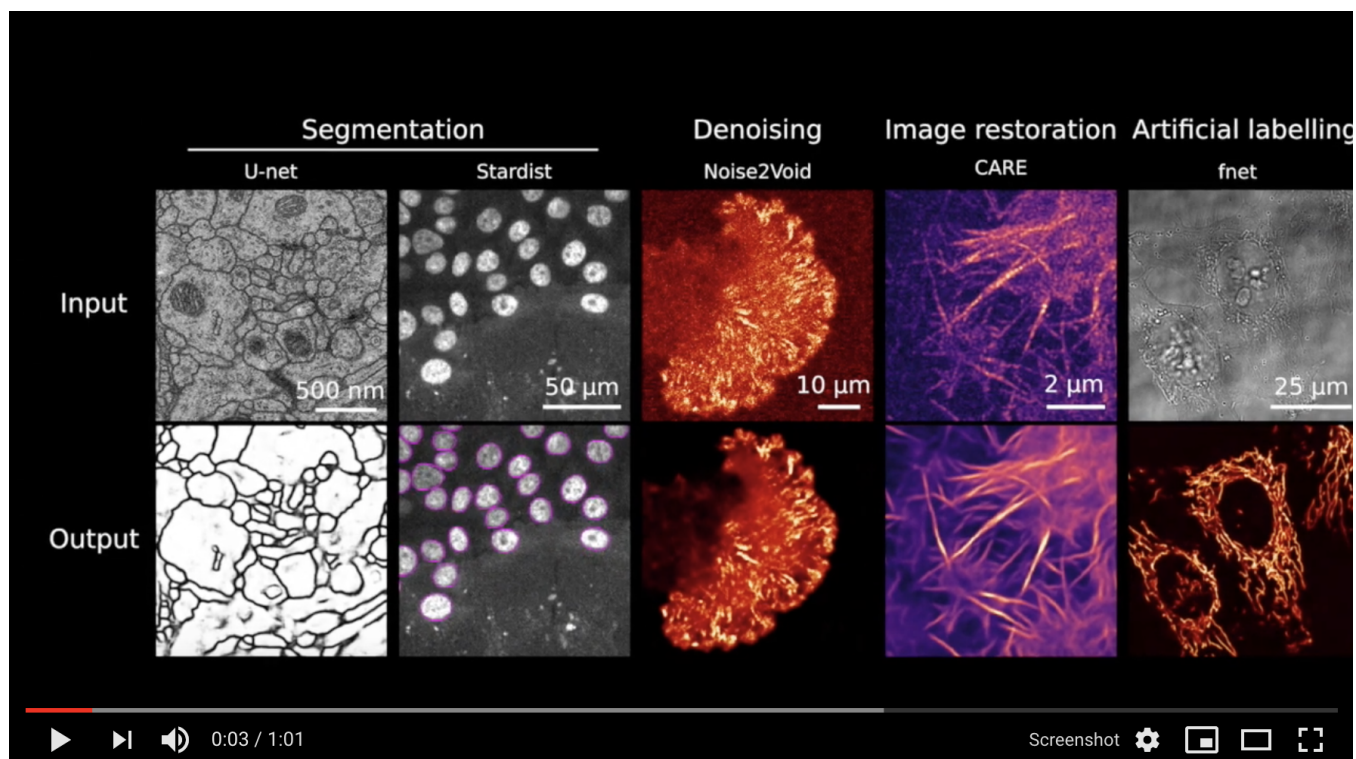 Segmentation
Denoising
Image restoration
Artificial labelling
U-net
Stardist
Noise2Void
CARE
fnet
Input
500 nm
50 µm
10 µm
2 µm
25 µm
Output
0:03 / 1:01
Screenshot